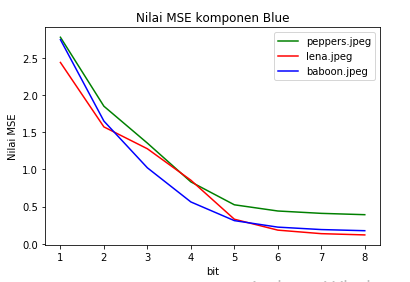 Nilai MSE komponen Blue
peppers.jpeg
lena.jpeg
baboon.jpeg
Nilai MSE
2.5
2.0
1.5
1.0
0.5
0.0
1 2 3 4 5 6 7 8
bit